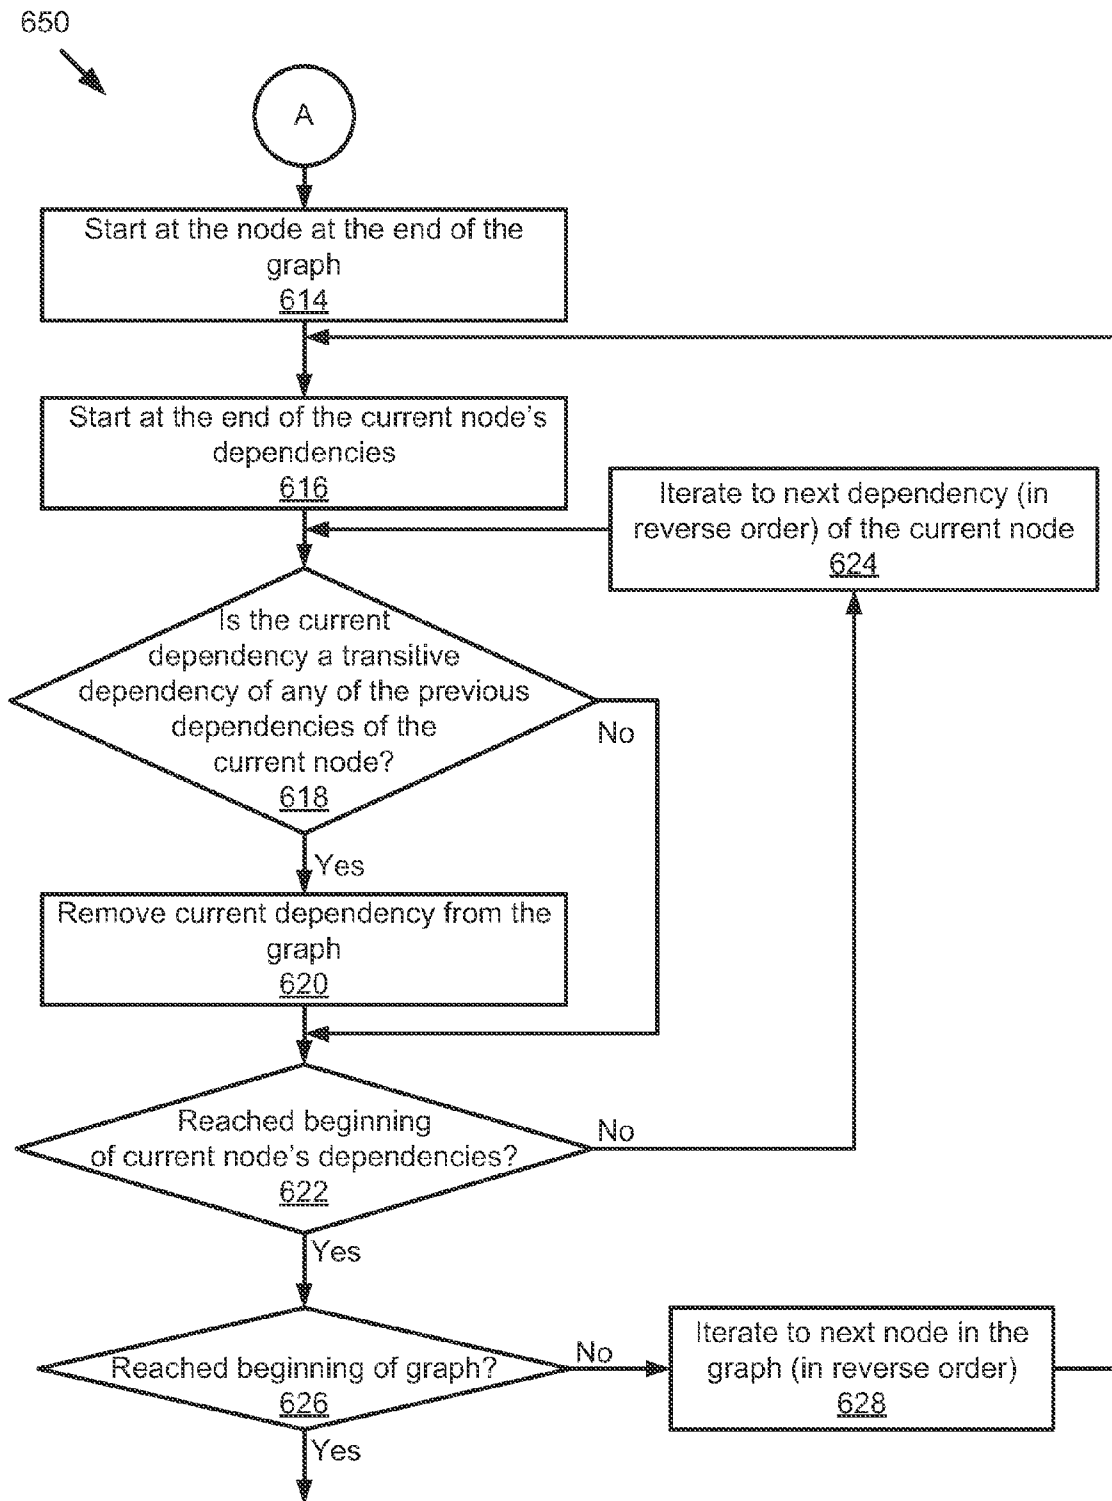 650
A
Start at the node at the end of the
graph
614
Start at the end of the current node's
dependencies
616
Iterate to next dependency (in
reverse order) of the current node
624
Is the current
dependency a transitive
dependency of any of the previous
dependencies of the
current node?
618
No
Yes
Remove current dependency from the
graph
620
Reached beginning
of current node's dependencies?
622
No
Yes
Reached beginning of graph?
626
No
Iterate to next node in the
graph (in reverse order)
628
Yes